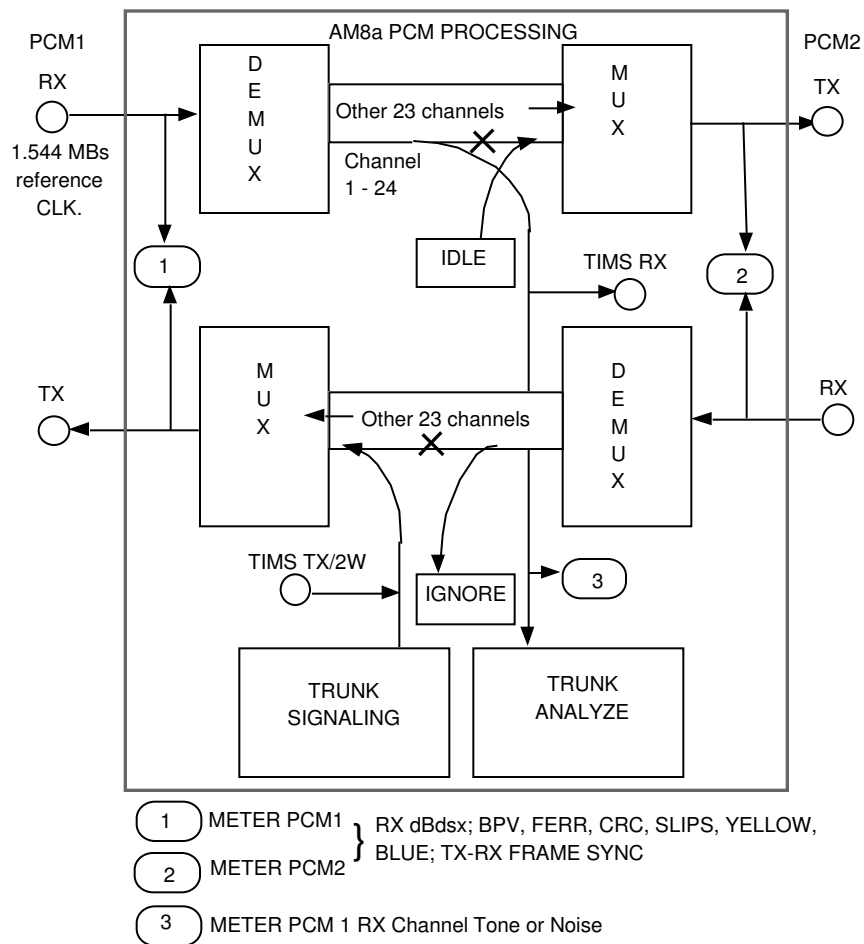 AM8a PCM PROCESSING
PCM1
PCM2
RX
TX
1.544 MBs
reference
CLK.
D
E
M
U
X
Other 23 channels
Channel
1 - 24
M
U
X
IDLE
1
TIMS RX
2
TX
RX
M
U
X
Other 23 channels
D
E
M
U
X
TIMS TX/2W
IGNORE
3
TRUNK
SIGNALING
TRUNK
ANALYZE
1 METER PCM1
2 METER PCM2
} RX dBdsx; BPV, FERR, CRC, SLIPS, YELLOW,
BLUE; TX-RX FRAME SYNC
3 METER PCM 1 RX Channel Tone or Noise